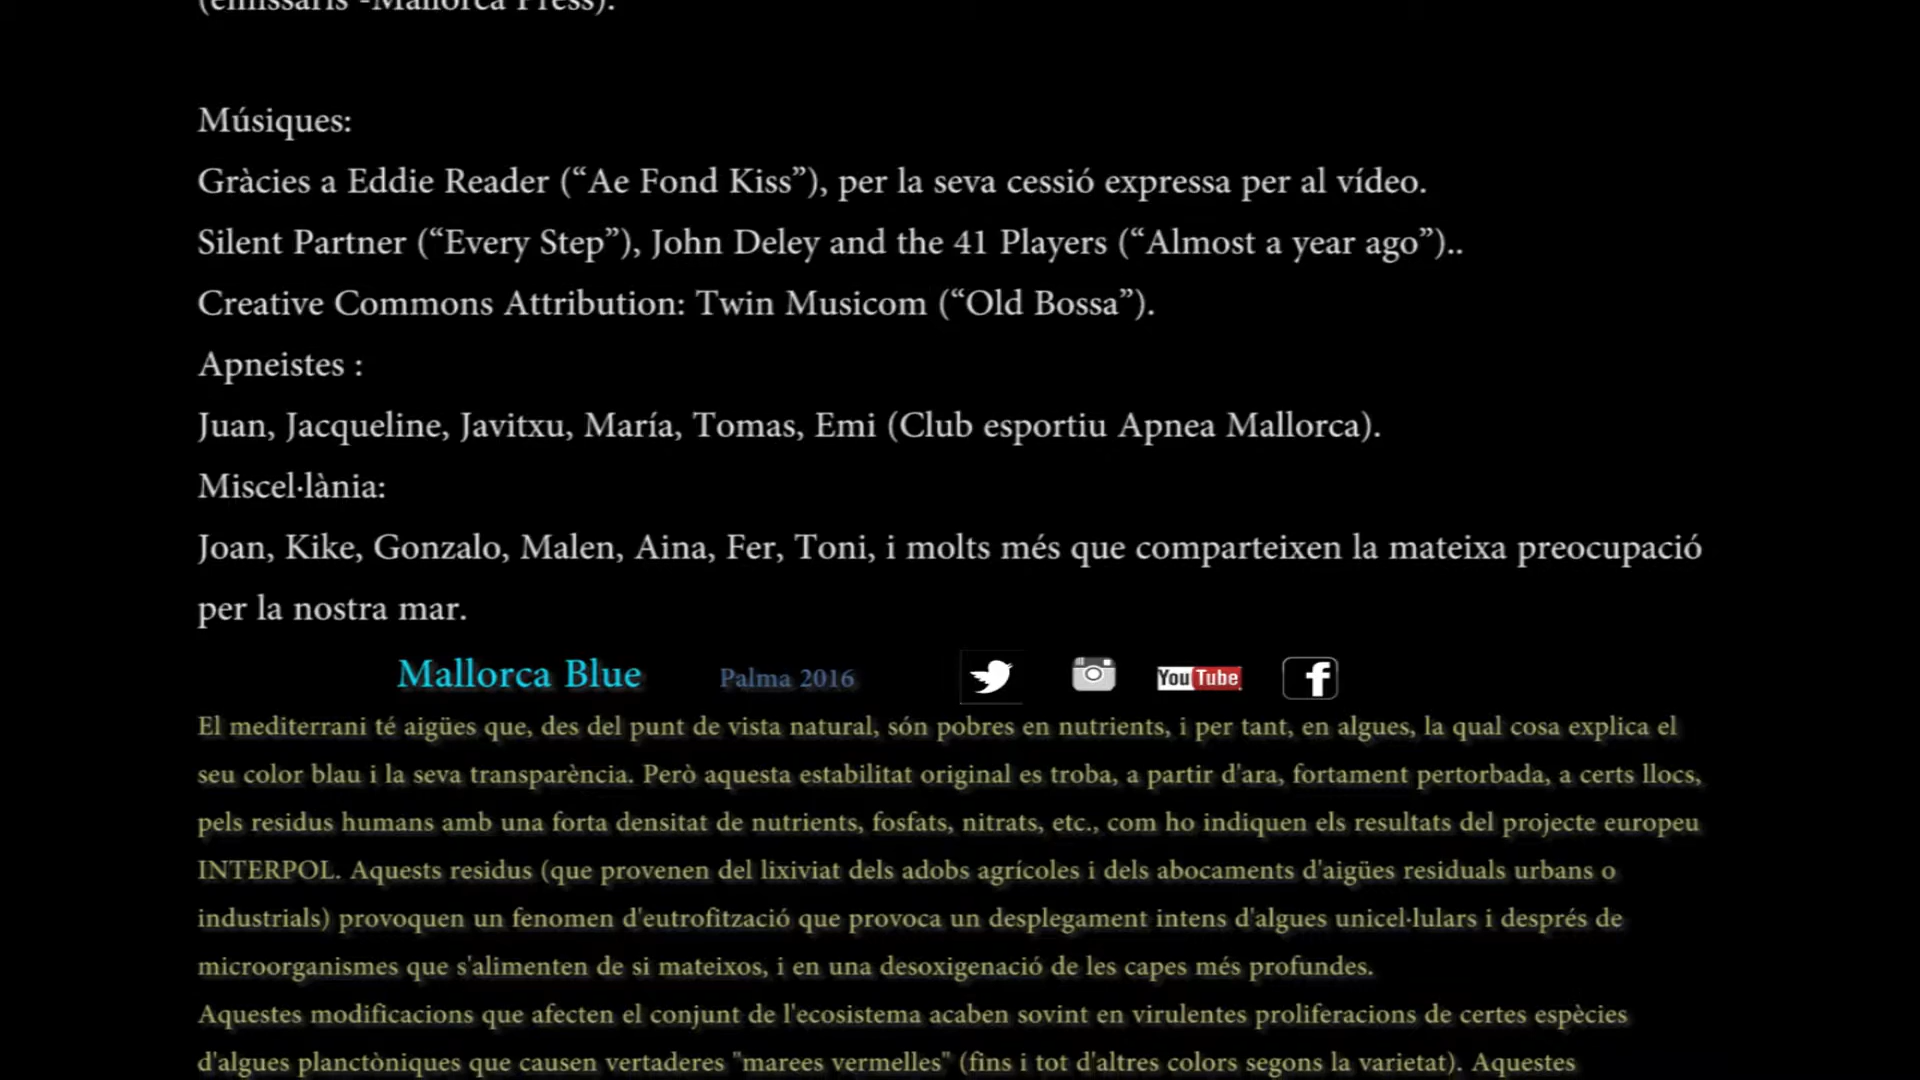 (emissaris -Mallorca Press).
Músiques:
Gràcies a Eddie Reader (“Ae Fond Kiss”), per la seva cessió expressa per al vídeo.
Silent Partner (“Every Step”), John Deley and the 41 Players (“Almost a year ago”)..
Creative Commons Attribution: Twin Musicom (“Old Bossa”).
Apneistes :
Juan, Jacqueline, Javitxu, María, Tomas, Emi (Club esportiu Apnea Mallorca).
Miscel·lània:
Joan, Kike, Gonzalo, Malen, Aina, Fer, Toni, i molts més que comparteixen la mateixa preocupació
per la nostra mar.
Mallorca Blue Palma 2016 YouTube f
El mediterrani té aigües que, des del punt de vista natural, són pobres en nutrients, i per tant, en algues, la qual cosa explica el
seu color blau i la seva transparència. Però aquesta estabilitat original es troba, a partir d'ara, fortament pertorbada, a certs llocs,
pels residus humans amb una forta densitat de nutrients, fosfats, nitrats, etc., com ho indiquen els resultats del projecte europeu
INTERPOL. Aquests residus (que provenen del lixiviat dels adobs agrícoles i dels abocaments d'aigües residuals urbans o
industrials) provoquen un fenomen d'eutrofització que provoca un desplegament intens d'algues unicel·lulars i després de
microorganismes que s'alimenten de si mateixos, i en una desoxigenació de les capes més profundes.
Aquestes modificacions que afecten el conjunt de l'ecosistema acaben sovint en virulentes proliferacions de certes espècies
d'algues planctòniques que causen vertaderes "marees vermelles" (fins i tot d'altres colors segons la varietat). Aquestes